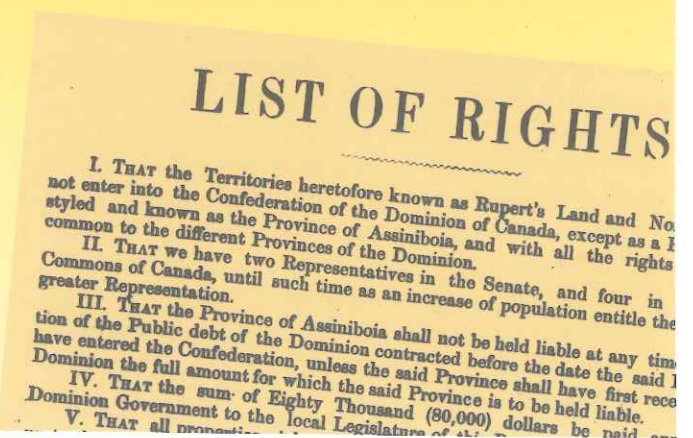 LIST OF RIGHTS
I. THAT the Territories heretofore known as Rupert's Land and No
not enter into the Confederation of the Dominion of Canada, except as a
styled and known as the Province of Assiniboia, and with all the rights
common to the different Provinces of the Dominion.
II. THAT we have two Representatives in the Senate, and four in
Commons of Canada, until such time as an increase of population entitle the
greater Representation.
III. THAT the Province of Assiniboia shall not be held liable at any time
tion of the Public debt of the Dominion contracted before the date the said
have entered the Confederation, unless the said Province shall have first rece
Dominion the full amount for which the said Province is to be held liable.
IV. THAT the sum of Eighty Thousand (80,000) dollars be paid
Dominion Government to the local Legislature of this
V. THAT all